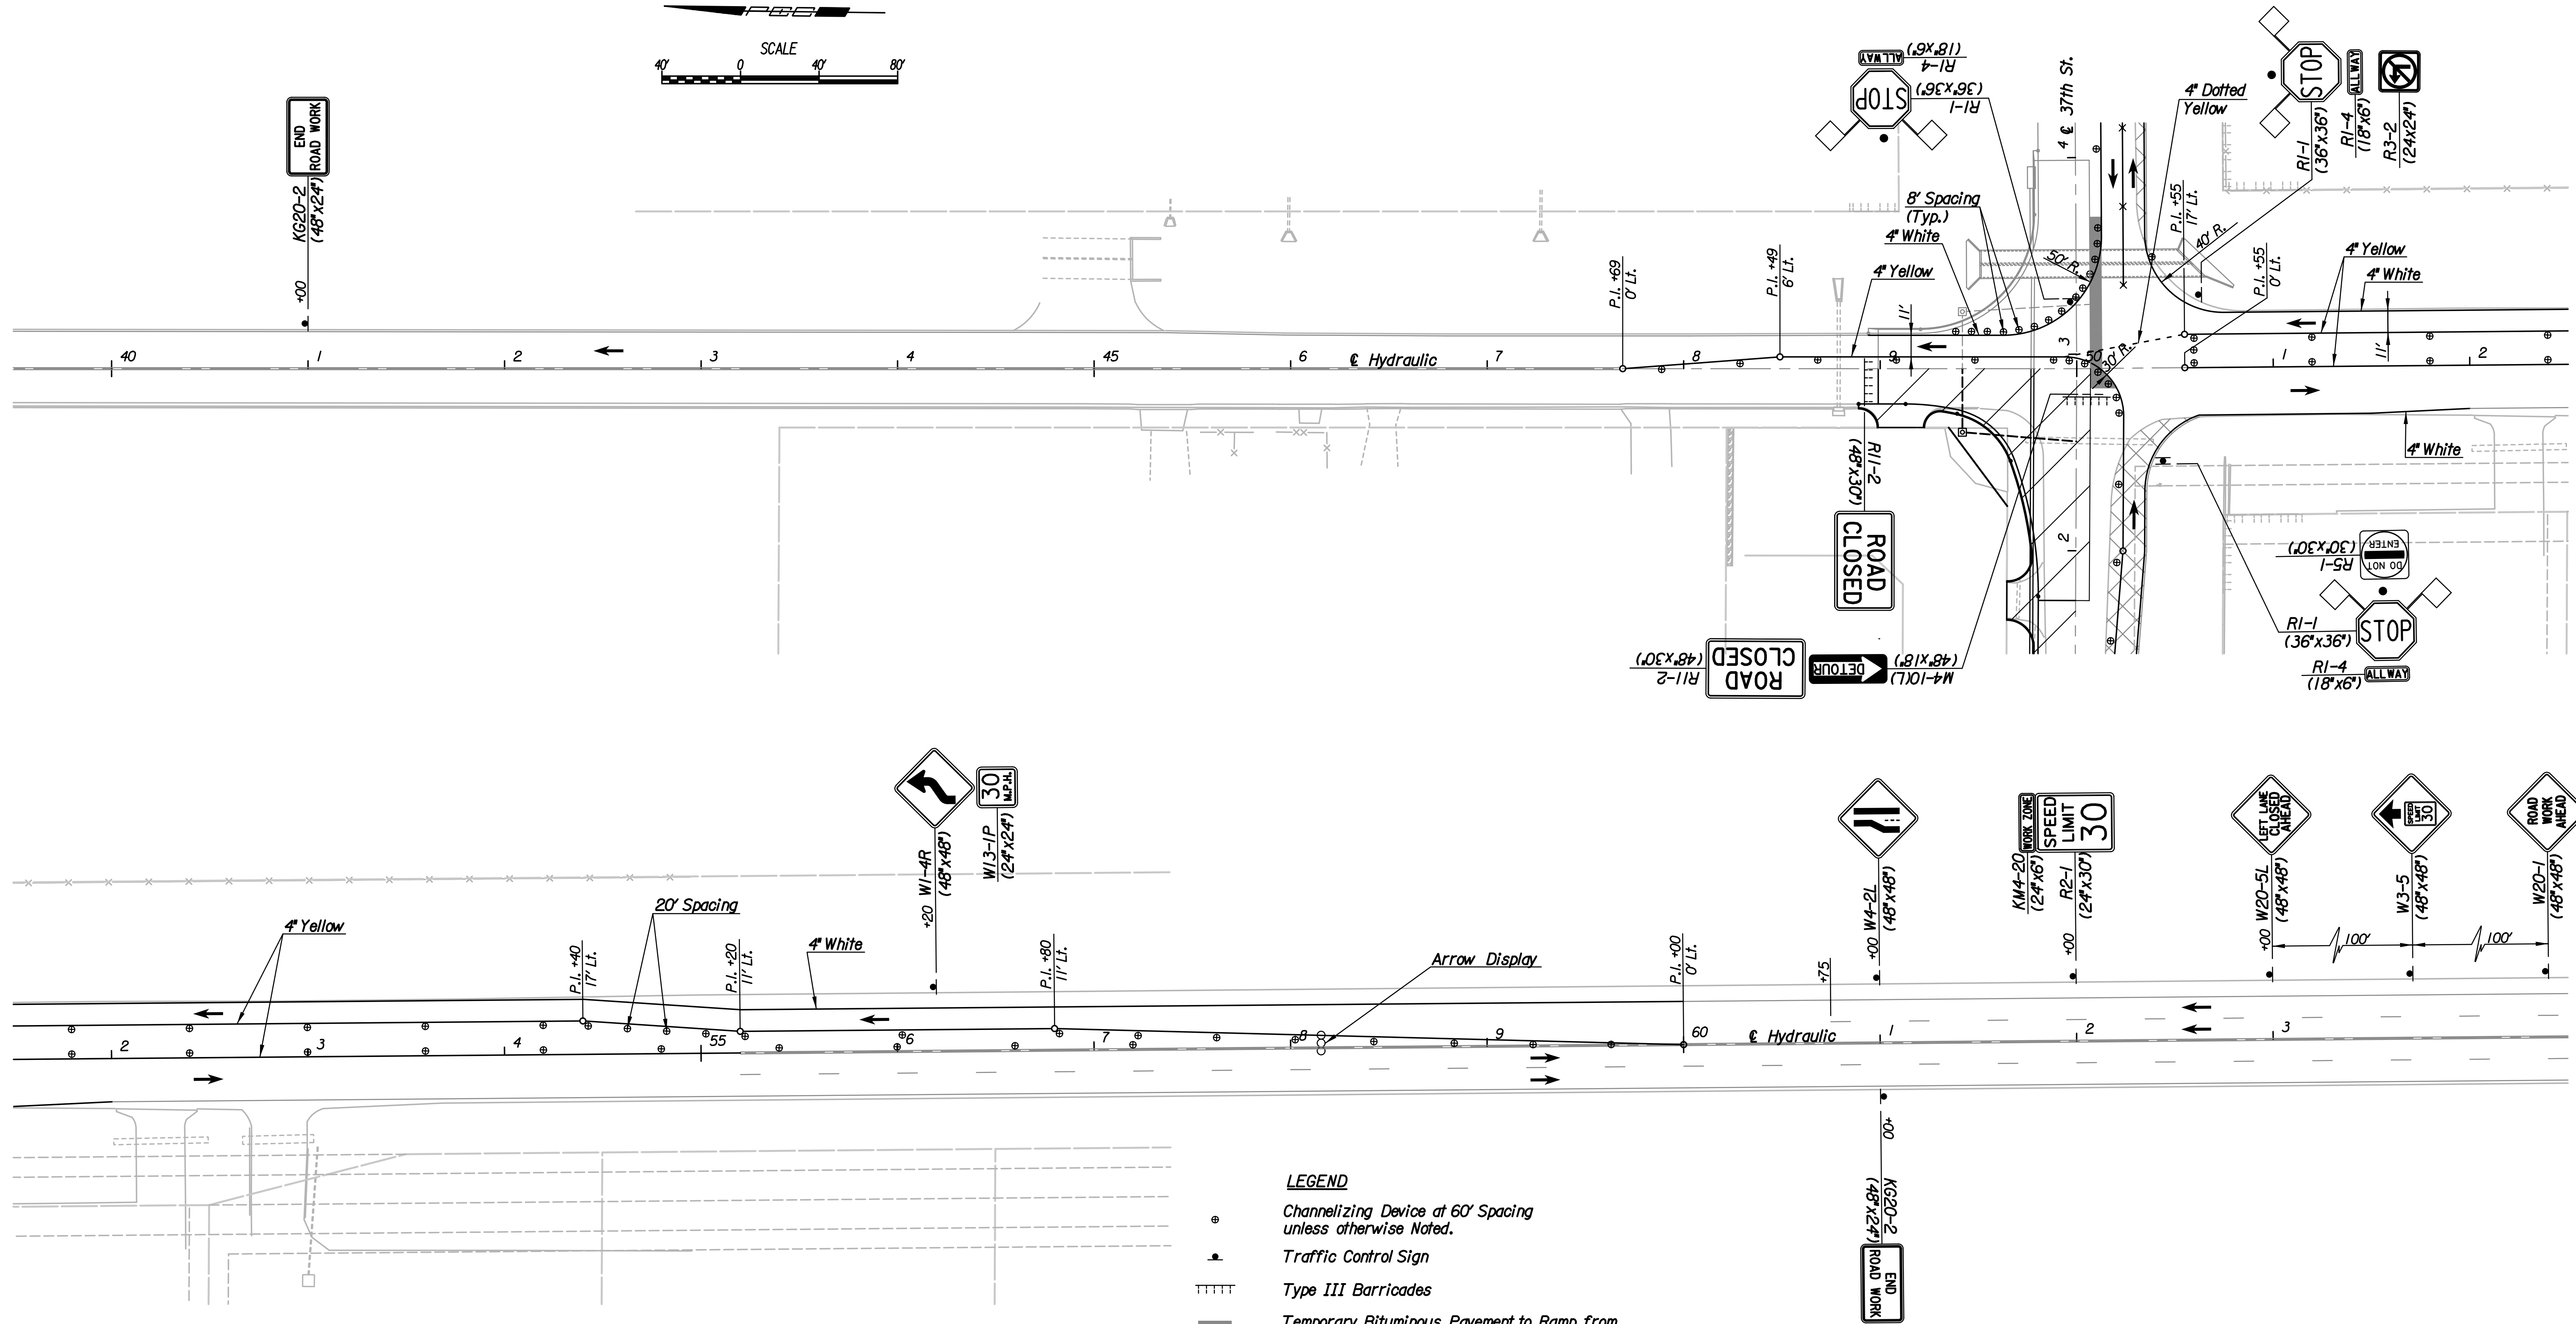 SCALE
40' 0 40' 80'
END
ROAD WORK
KG20-2
(48"x24")
+00
ALLWAY
R1-4
(18"x6")
STOP
R1-1
(36"x36")
4 ℄ 37th St.
4" Dotted
Yellow
STOP
ALLWAY
R1-1
(36"x36")
R1-4
(18"x6")
R3-2
(24x24")
8' Spacing
(Typ.)
4" White
4" Yellow
11'
50' R.
40' R.
30' R.
P.I. +55
17' Lt.
P.I. +55
0' Lt.
4" Yellow
4" White
11'
P.I. +69
0' Lt.
P.I. +49
6' Lt.
40 1 2 3 4 45 6 7 8 9 50 1 2
℄ Hydraulic
3
2
4" White
R11-2
(48"x30")
ROAD
CLOSED
DO NOT
ENTER
R5-1
(30"x30")
R1-1
(36"x36")
STOP
R1-4
(18"x6")
ALLWAY
ROAD
CLOSED
R11-2
(48"x30")
DETOUR
M4-10(L)
(48"x18")
30
M.P.H.
W1-4R
(48"x48")
W13-1P
(24"x24")
+20
W4-2L
(48"x48")
+00
WORK ZONE
SPEED
LIMIT
30
KM4-20
(24"x6")
R2-1
(24"x30")
+00
LEFT LANE
CLOSED
AHEAD
W20-5L
(48"x48")
+00
SPEED
LIMIT
30
W3-5
(48"x48")
ROAD
WORK
AHEAD
W20-1
(48"x48")
100' 100'
4" Yellow
20' Spacing
4" White
Arrow Display
P.I. +40
17' Lt.
P.I. +20
11' Lt.
P.I. +80
11' Lt.
P.I. +00
0' Lt.
+75
2 3 4 55 6 7 8 9 60 1 2 3
℄ Hydraulic
+00
KG20-2
(48"x24")
END
ROAD WORK
LEGEND
Channelizing Device at 60' Spacing
unless otherwise Noted.
Traffic Control Sign
Type III Barricades
Temporary Bituminous Pavement to Ramp from